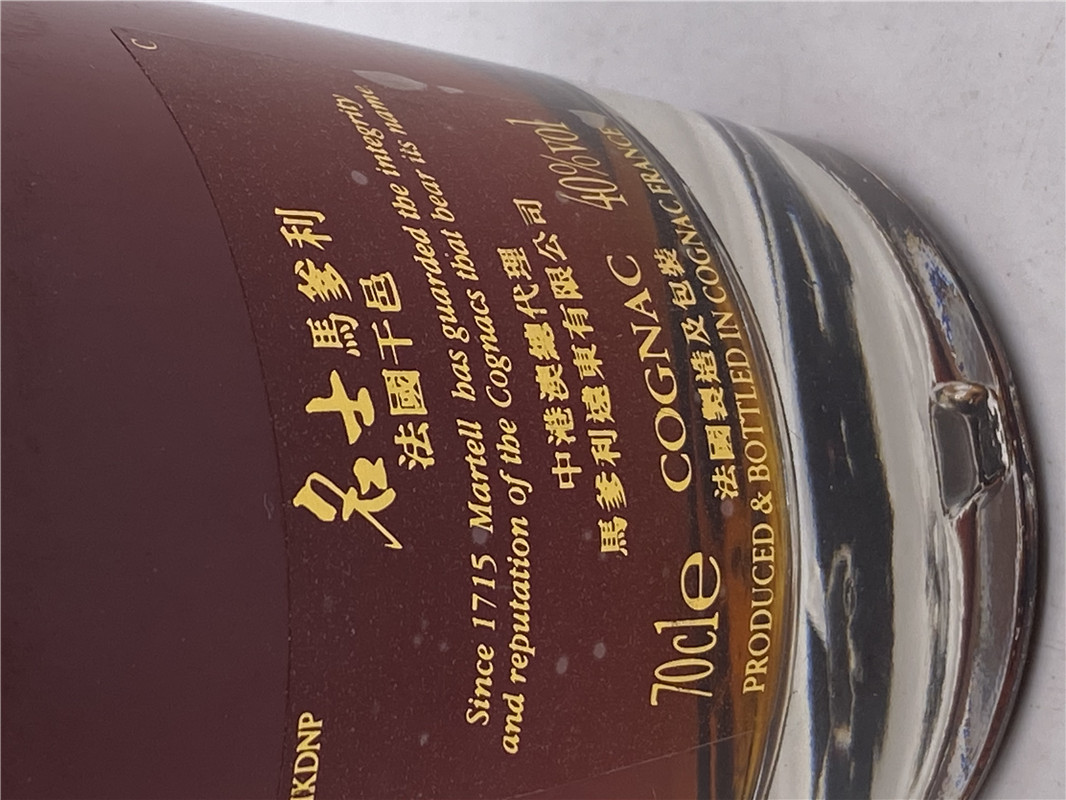 C
HKDNP
名士馬爹利
法國干邑
Since 1715 Martell has guarded the integrity
and reputation of the Cognacs that bear its name
中港澳總代理
馬爹利遠東有限公司
70cle COGNAC 40%vol
法國製造及包裝
PRODUCED & BOTTLED IN COGNAC FRANCE